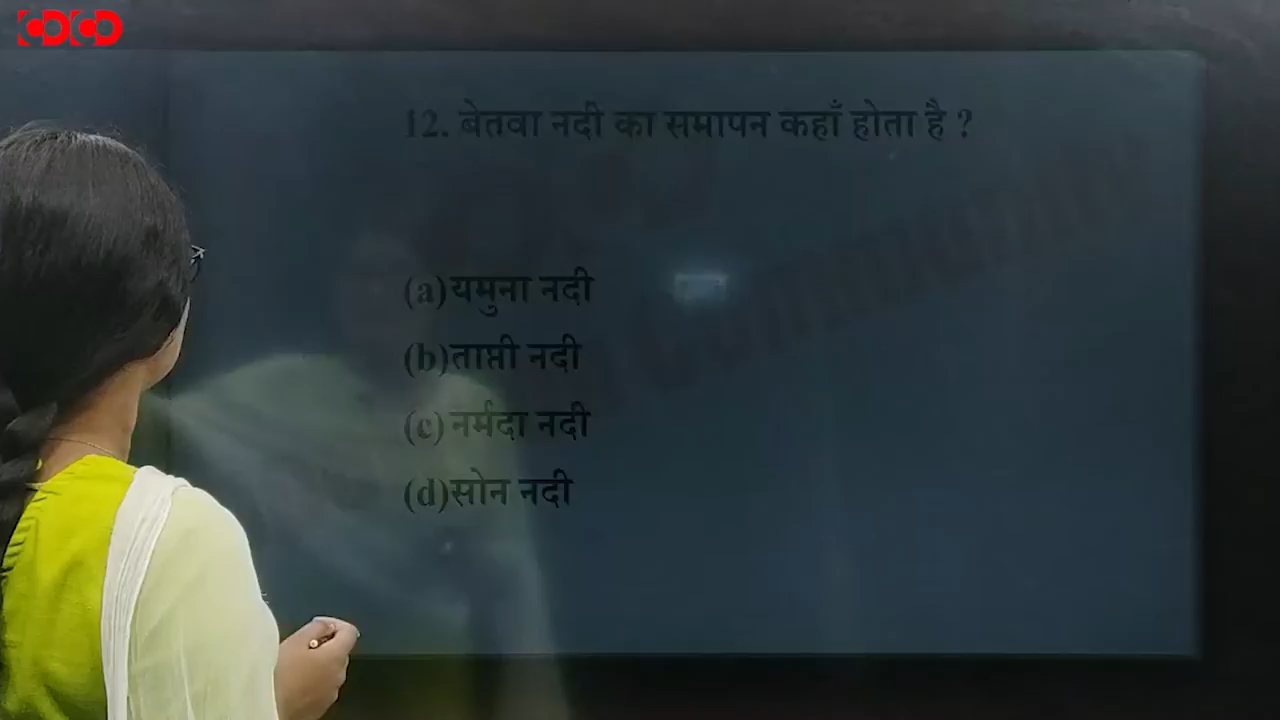 12. बेतवा नदी का समापन कहाँ होता है ?
(a) यमुना नदी
(b) ताप्ती नदी
(c) नर्मदा नदी
(d) सोन नदी